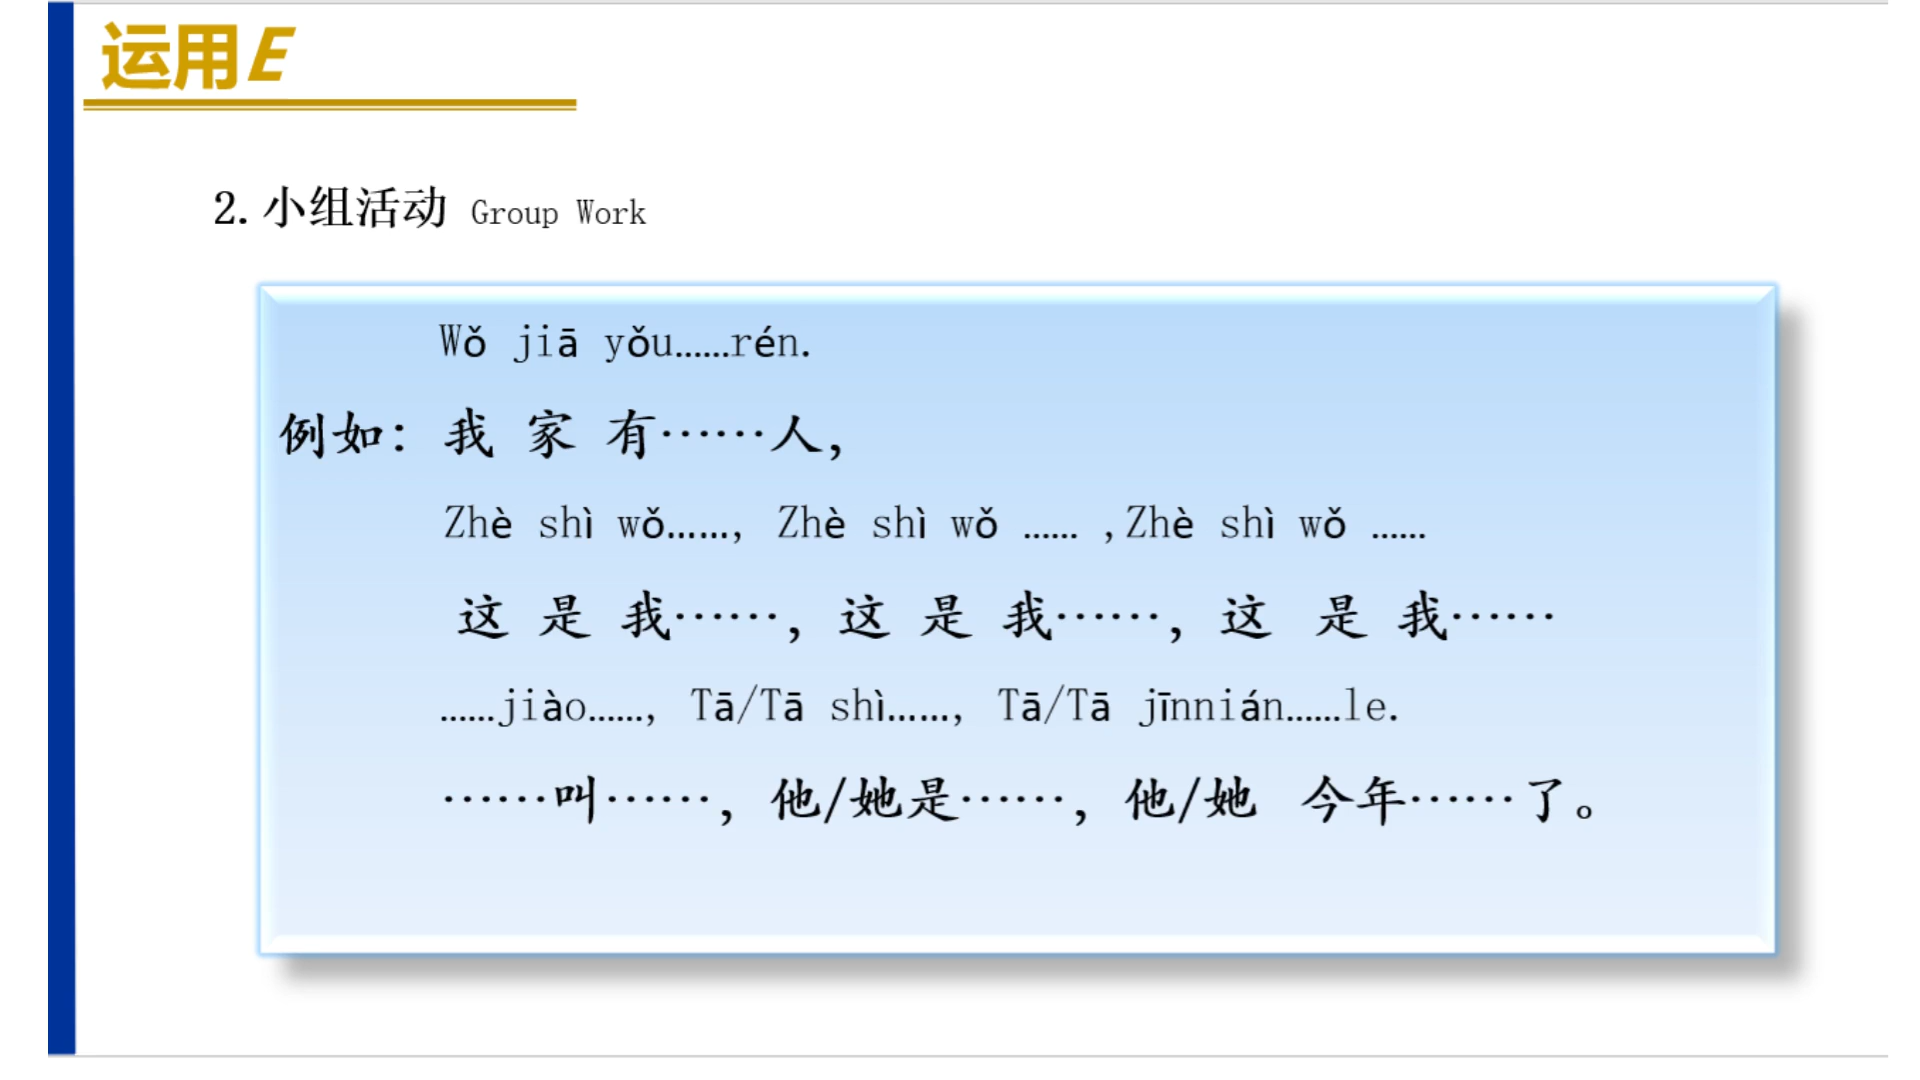 运用E
2.小组活动 Group Work
Wǒ jiā yǒu……rén.
例如：我 家 有……人，
Zhè shì wǒ……, Zhè shì wǒ …… ,Zhè shì wǒ ……
这 是 我……，这 是 我……，这 是 我……
……jiào……, Tā/Tā shì……, Tā/Tā jīnnián……le.
……叫……，他/她是……，他/她 今年……了。